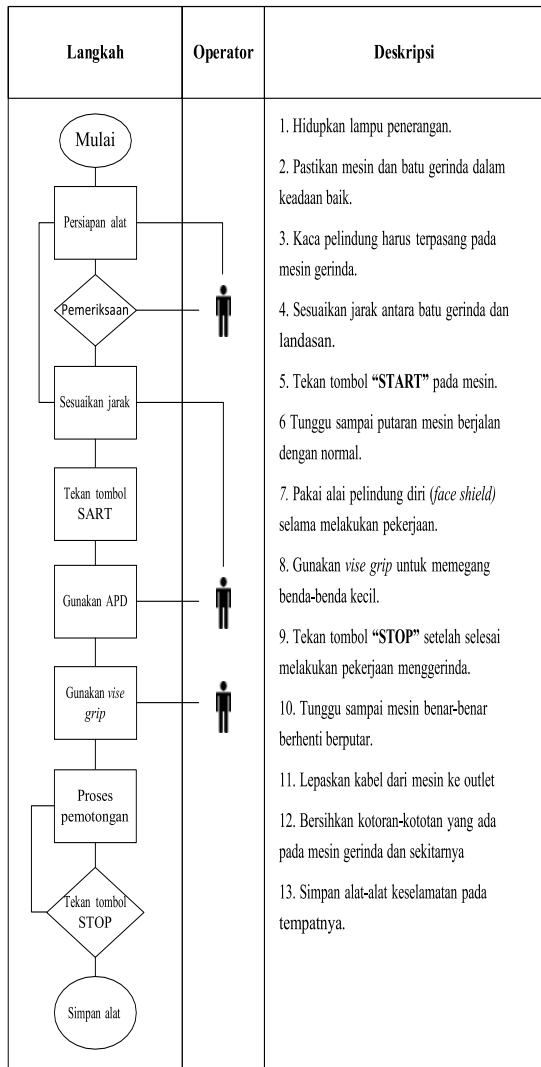 Langkah
Operator
Deskripsi
Mulai
Persiapan alat
Pemeriksaan
Sesuaikan jarak
Tekan tombol
SART
Gunakan APD
Gunakan vise
grip
Proses
pemotongan
Tekan tombol
STOP
Simpan alat
1. Hidupkan lampu penerangan.
2. Pastikan mesin dan batu gerinda dalam
keadaan baik.
3. Kaca pelindung harus terpasang pada
mesin gerinda.
4. Sesuaikan jarak antara batu gerinda dan
landasan.
5. Tekan tombol “START” pada mesin.
6 Tunggu sampai putaran mesin berjalan
dengan normal.
7. Pakai alai pelindung diri (face shield)
selama melakukan pekerjaan.
8. Gunakan vise grip untuk memegang
benda-benda kecil.
9. Tekan tombol “STOP” setelah selesai
melakukan pekerjaan menggerinda.
10. Tunggu sampai mesin benar-benar
berhenti berputar.
11. Lepaskan kabel dari mesin ke outlet
12. Bersihkan kotoran-kototan yang ada
pada mesin gerinda dan sekitarnya
13. Simpan alat-alat keselamatan pada
tempatnya.